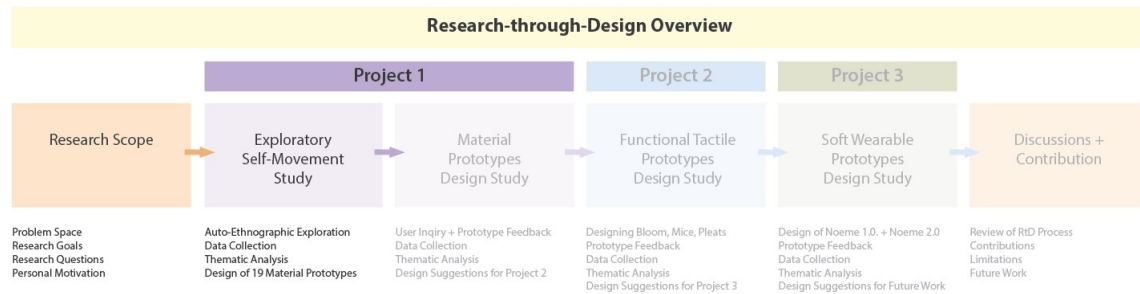 Research-through-Design Overview
Project 1
Project 2
Project 3
Research Scope
Exploratory
Self-Movement
Study
Material
Prototypes
Design Study
Functional Tactile
Prototypes
Design Study
Soft Wearable
Prototypes
Design Study
Discussions +
Contribution
Problem Space
Research Goals
Research Questions
Personal Motivation
Auto-Ethnographic Exploration
Data Collection
Thematic Analysis
Design of 19 Material Prototypes
User Inqiry + Prototype Feedback
Data Collection
Thematic Analysis
Design Suggestions for Project 2
Designing Bloom, Mice, Pleats
Prototype Feedback
Data Collection
Thematic Analysis
Design Suggestions for Project 3
Design of Noeme 1.0. + Noeme 2.0
Prototype Feedback
Data Collection
Thematic Analysis
Design Suggestions for Future Work
Review of RtD Process
Contributions
Limitations
Future Work